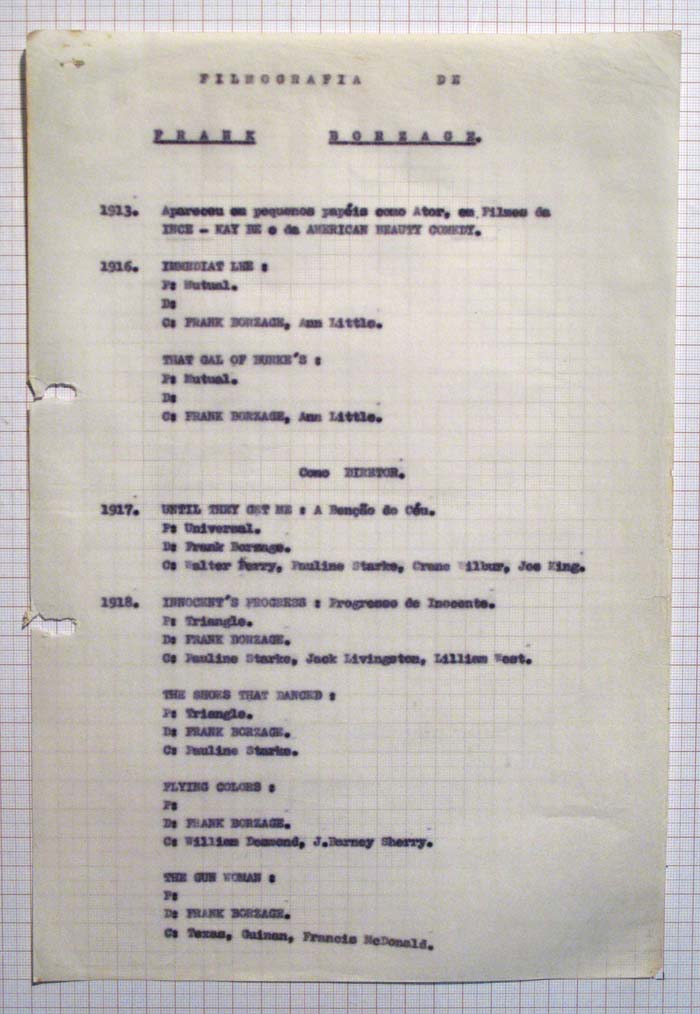 FILMOGRAFIA DE
FRANK BORZAGE.
1913. Apareceu em pequenos papéis como Ator, em Filmes da
INCE - KAY BE e da AMERICAN BEAUTY COMEDY.
1916. IMMEDIAT LEE :
P: Mutual.
D:
C: FRANK BORZAGE, Ann Little.
THAT GAL OF BURKE'S :
P: Mutual.
D:
C: FRANK BORZAGE, Ann Little.
Como DIRETOR.
1917. UNTIL THEY GET ME : A Benção do Céu.
P: Universal.
D: Frank Borzage.
C: Walter Perry, Pauline Starke, Crane Wilbur, Joe King.
1918. INNOCENT'S PROGRESS : Progresso de Inocente.
P: Triangle.
D: FRANK BORZAGE.
C: Pauline Starke, Jack Livingston, Lilliam West.
THE SHOES THAT DANCED :
P: Triangle.
D: FRANK BORZAGE.
C: Pauline Starke.
FLYING COLORS :
P:
D: FRANK BORZAGE.
C: William Desmond, J.Barney Sherry.
THE GUN WOMAN :
P:
D: FRANK BORZAGE.
C: Texas, Guinan, Francis McDonald.